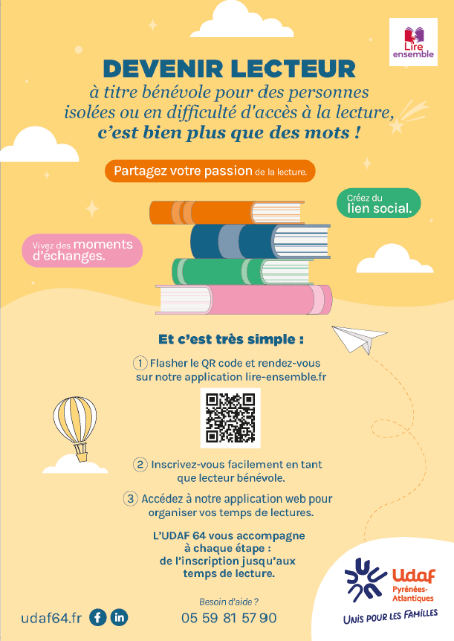 Lire
ensemble
DEVENIR LECTEUR
à titre bénévole pour des personnes
isolées ou en difficulté d'accès à la lecture,
c'est bien plus que des mots !
Partagez votre passion de la lecture.
Créez du
lien social.
Vivez des moments
d'échanges.
Et c'est très simple :
1 Flasher le QR code et rendez-vous
sur notre application lire-ensemble.fr
2 Inscrivez-vous facilement en tant
que lecteur bénévole.
3 Accédez à notre application web pour
organiser vos temps de lectures.
L'UDAF 64 vous accompagne
à chaque étape :
de l'inscription jusqu'aux
temps de lecture.
Besoin d'aide ?
05 59 81 57 90
udaf64.fr f in
Udaf
Pyrénées-
Atlantiques
UNIS POUR LES FAMILLES